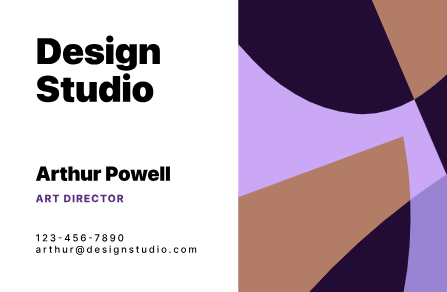 Design
Studio
Arthur Powell
ART DIRECTOR
123-456-7890
arthur@designstudio.com